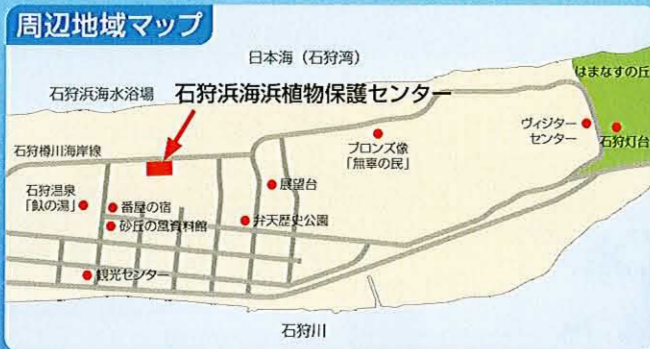 周辺地域マップ
日本海（石狩湾）
はまなすの丘
石狩浜海水浴場
石狩浜海浜植物保護センター
ヴィジター
センター
石狩灯台
ブロンズ像
「無辜の民」
石狩樽川海岸線
展望台
石狩温泉
「㐂の湯」
番屋の宿
砂丘の風資料館
弁天歴史公園
観光センター
石狩川